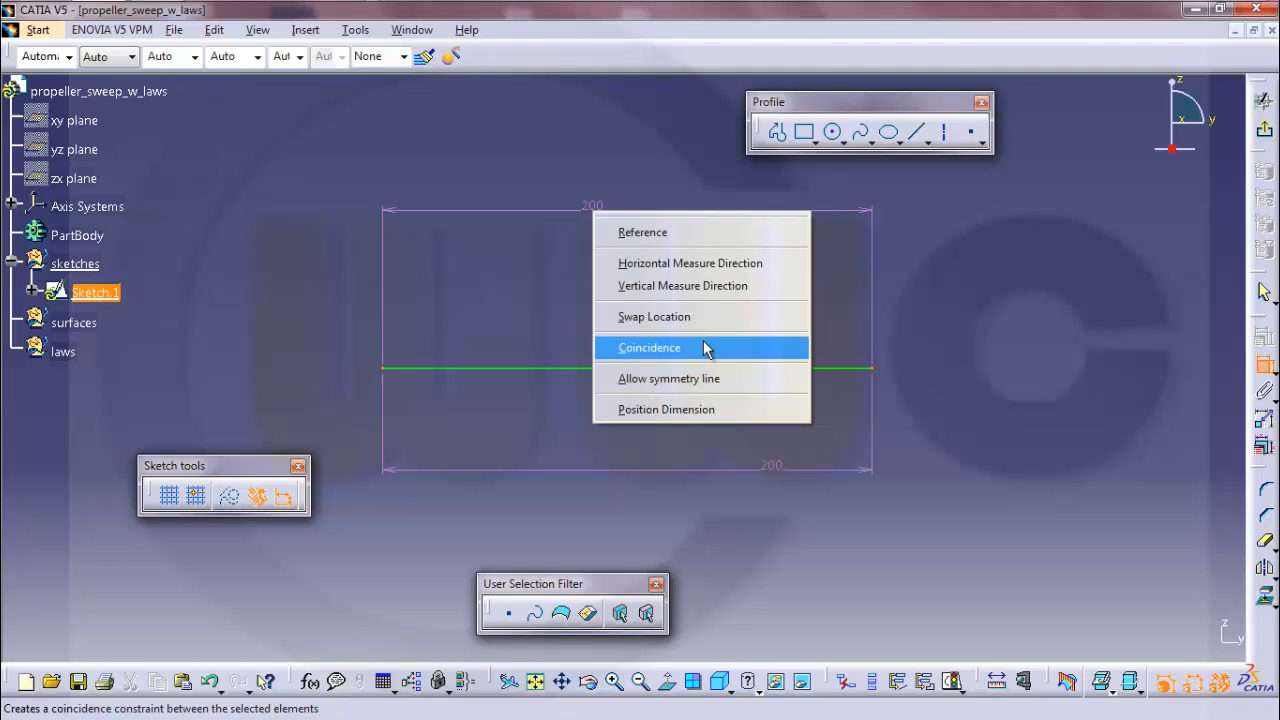 CATIA V5 - [propeller_sweep_w_laws]
Start ENOVIA V5 VPM File Edit View Insert Tools Window Help
Automa Auto Auto Auto Aut Aut None
propeller_sweep_w_laws
xy plane
yz plane
zx plane
Axis Systems
PartBody
sketches
Sketch.1
surfaces
laws
Profile
z
x y
200
Reference
Horizontal Measure Direction
Vertical Measure Direction
Swap Location
Coincidence
Allow symmetry line
Position Dimension
200
Sketch tools
User Selection Filter
z
y
f(x)
CATIA
Creates a coincidence constraint between the selected elements